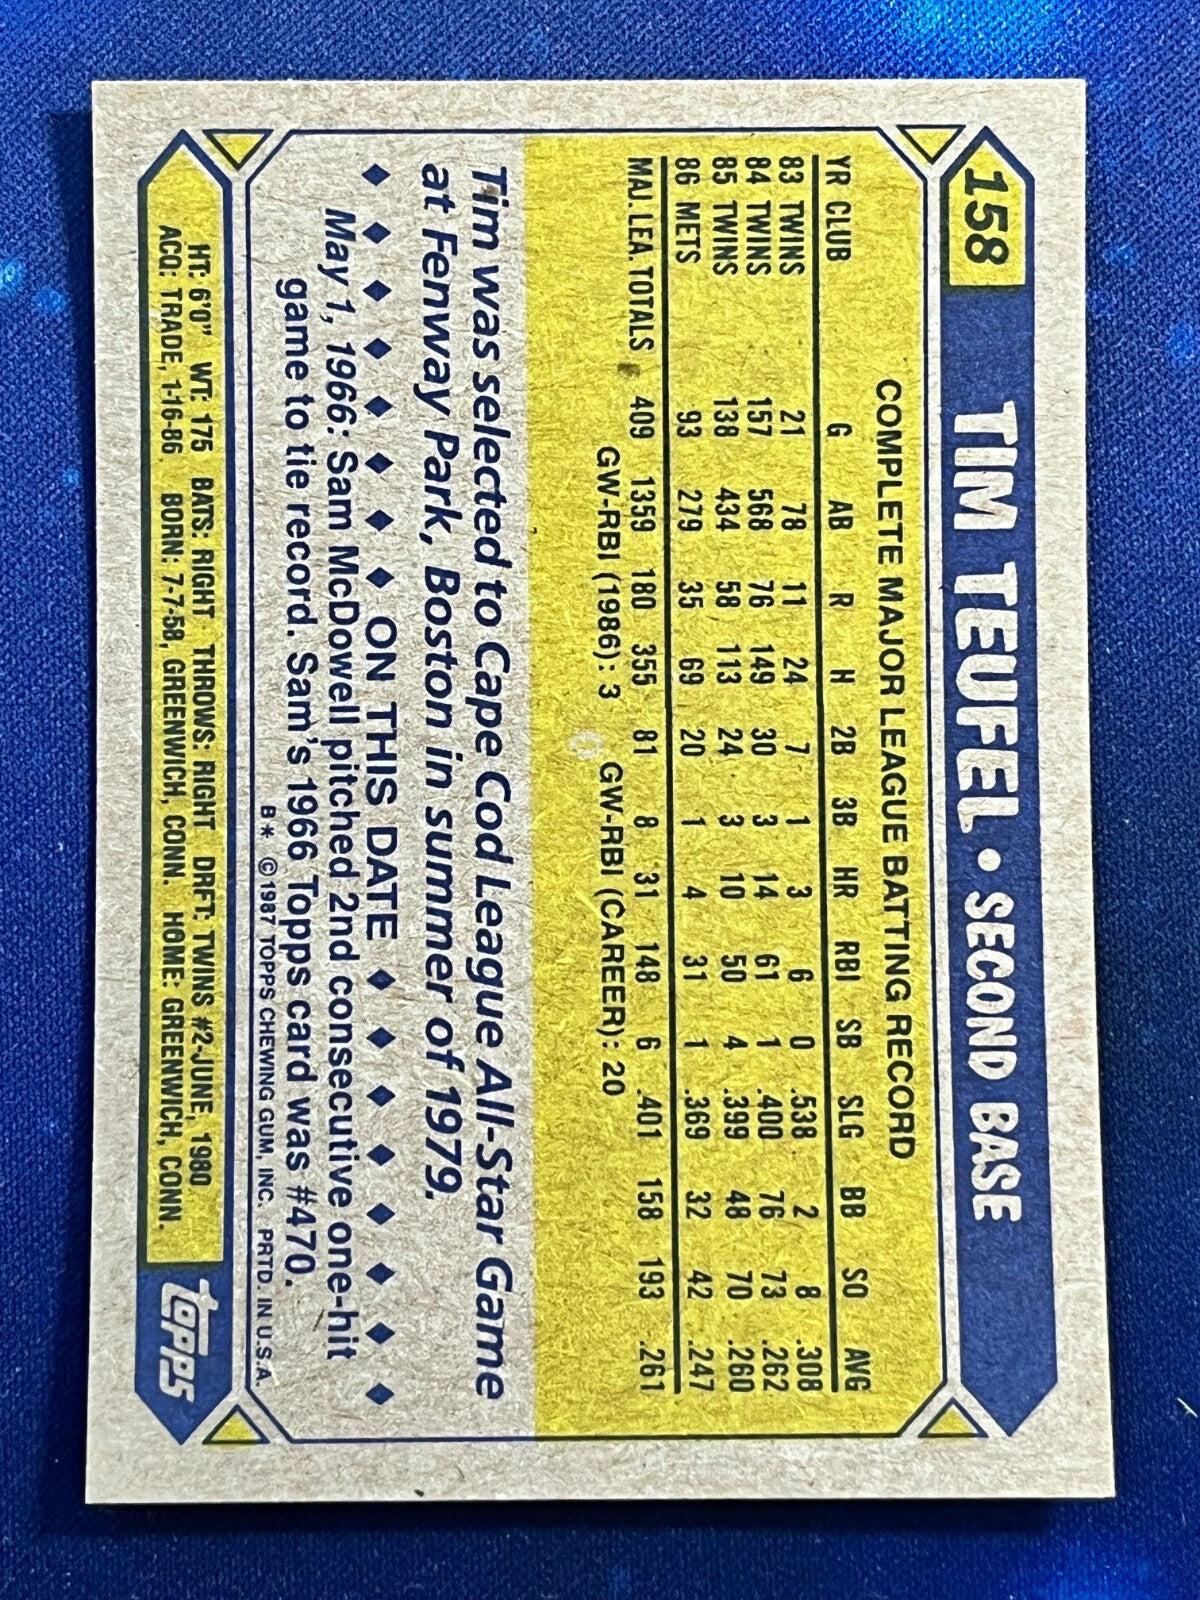 158 TIM TEUFEL • SECOND BASE
COMPLETE MAJOR LEAGUE BATTING RECORD
YR CLUB G AB R H 2B 3B HR RBI SB SLG BB SO AVG
83 TWINS 21 78 11 24 7 1 3 6 0 .538 2 8 .308
84 TWINS 157 568 76 149 30 3 14 61 1 .400 76 73 .262
85 TWINS 138 434 58 113 24 3 10 50 4 .399 48 70 .260
86 METS 93 279 35 69 20 1 4 31 1 .369 32 42 .247
MAJ. LEA. TOTALS 409 1359 180 355 81 8 31 148 6 .401 158 193 .261
GW-RBI (1986): 3 GW-RBI (CAREER): 20
Tim was selected to Cape Cod League All-Star Game
at Fenway Park, Boston in summer of 1979.
♦ ♦ ♦ ♦ ♦ ♦ ♦ ♦ ON THIS DATE ♦ ♦ ♦ ♦ ♦ ♦ ♦ ♦
May 1, 1966: Sam McDowell pitched 2nd consecutive one-hit
game to tie record. Sam's 1966 Topps card was #470.
B* ©1987 TOPPS CHEWING GUM, INC. PRTD. IN U.S.A.
HT: 6'0" WT: 175 BATS: RIGHT THROWS: RIGHT DRFT: TWINS #2-JUNE, 1980
ACQ: TRADE, 1-16-86 BORN: 7-7-58, GREENWICH, CONN. HOME: GREENWICH, CONN.
topps